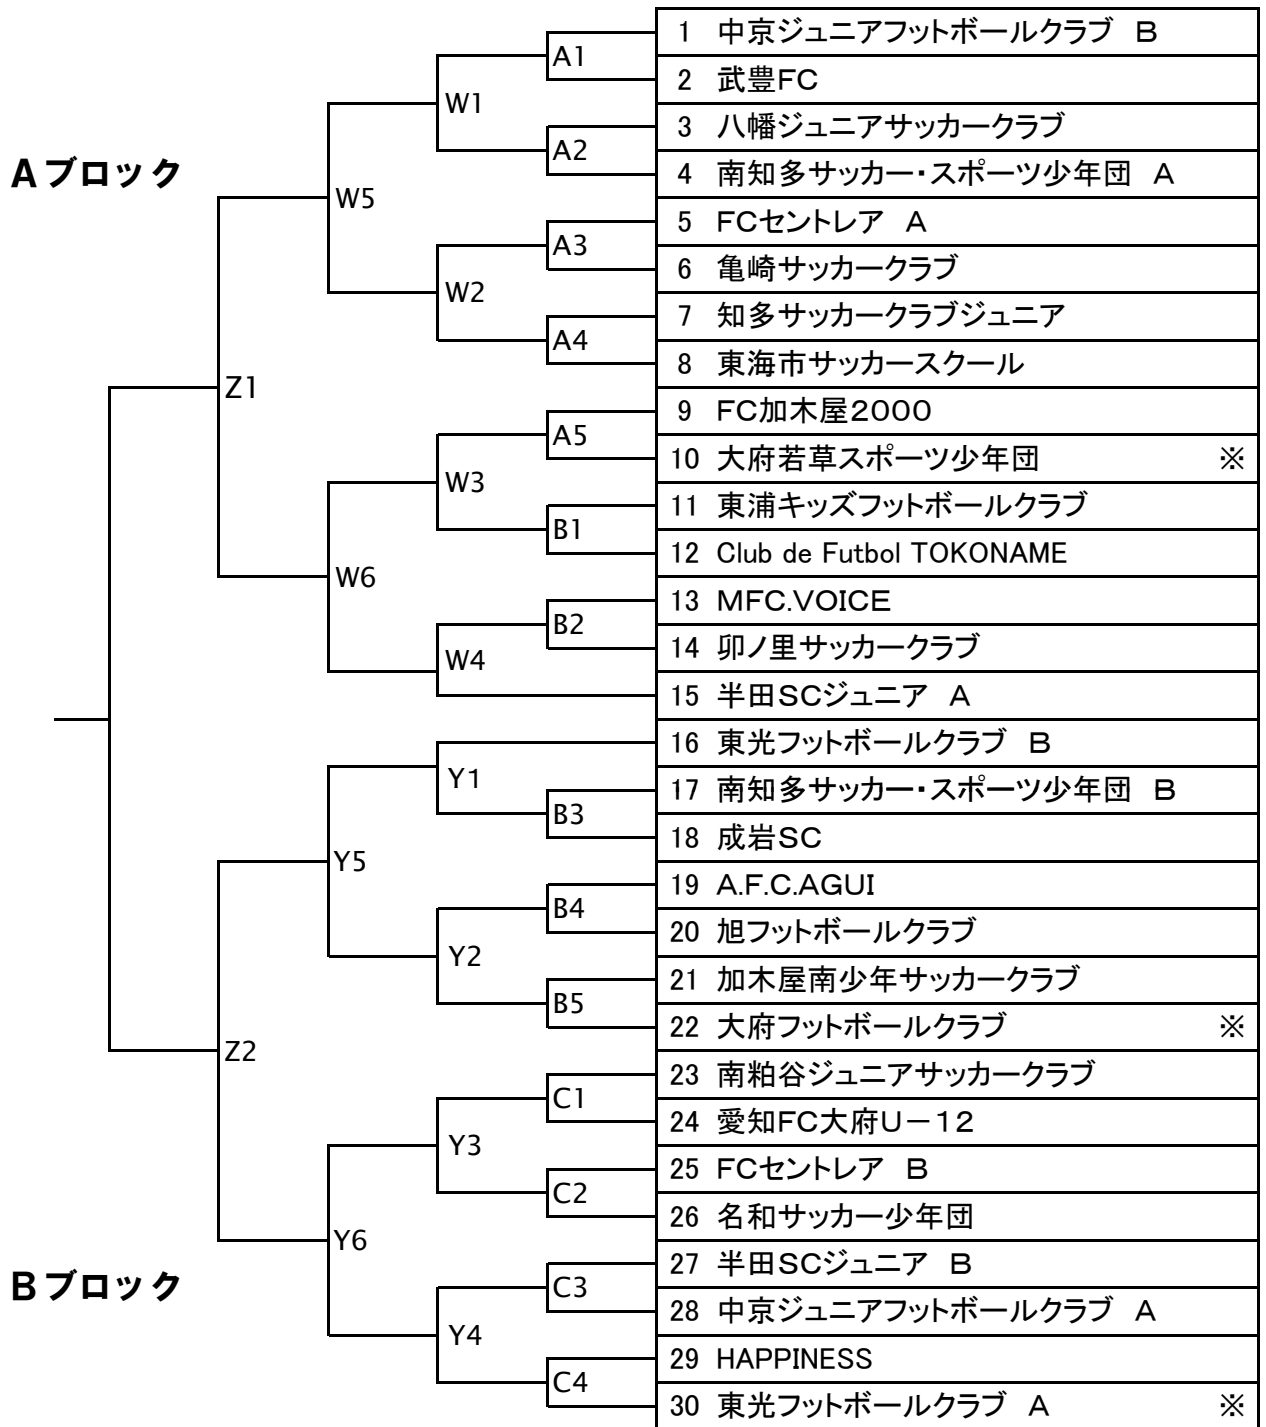 1 中京ジュニアフットボールクラブ B
A1
2 武豊FC
W1
3 八幡ジュニアサッカークラブ
A2
Aブロック
4 南知多サッカー・スポーツ少年団 A
W5
5 FCセントレア A
A3
6 亀崎サッカークラブ
W2
7 知多サッカークラブジュニア
A4
8 東海市サッカースクール
Z1
9 FC加木屋2000
A5
10 大府若草スポーツ少年団 ※
W3
11 東浦キッズフットボールクラブ
B1
12 Club de Futbol TOKONAME
W6
13 MFC.VOICE
B2
14 卯ノ里サッカークラブ
W4
15 半田SCジュニア A
16 東光フットボールクラブ B
Y1
17 南知多サッカー・スポーツ少年団 B
B3
18 成岩SC
Y5
19 A.F.C.AGUI
B4
20 旭フットボールクラブ
Y2
21 加木屋南少年サッカークラブ
B5
22 大府フットボールクラブ ※
Z2
23 南粕谷ジュニアサッカークラブ
C1
24 愛知FC大府U－12
Y3
25 FCセントレア B
C2
26 名和サッカー少年団
Y6
27 半田SCジュニア B
Bブロック
C3
28 中京ジュニアフットボールクラブ A
Y4
29 HAPPINESS
C4
30 東光フットボールクラブ A ※